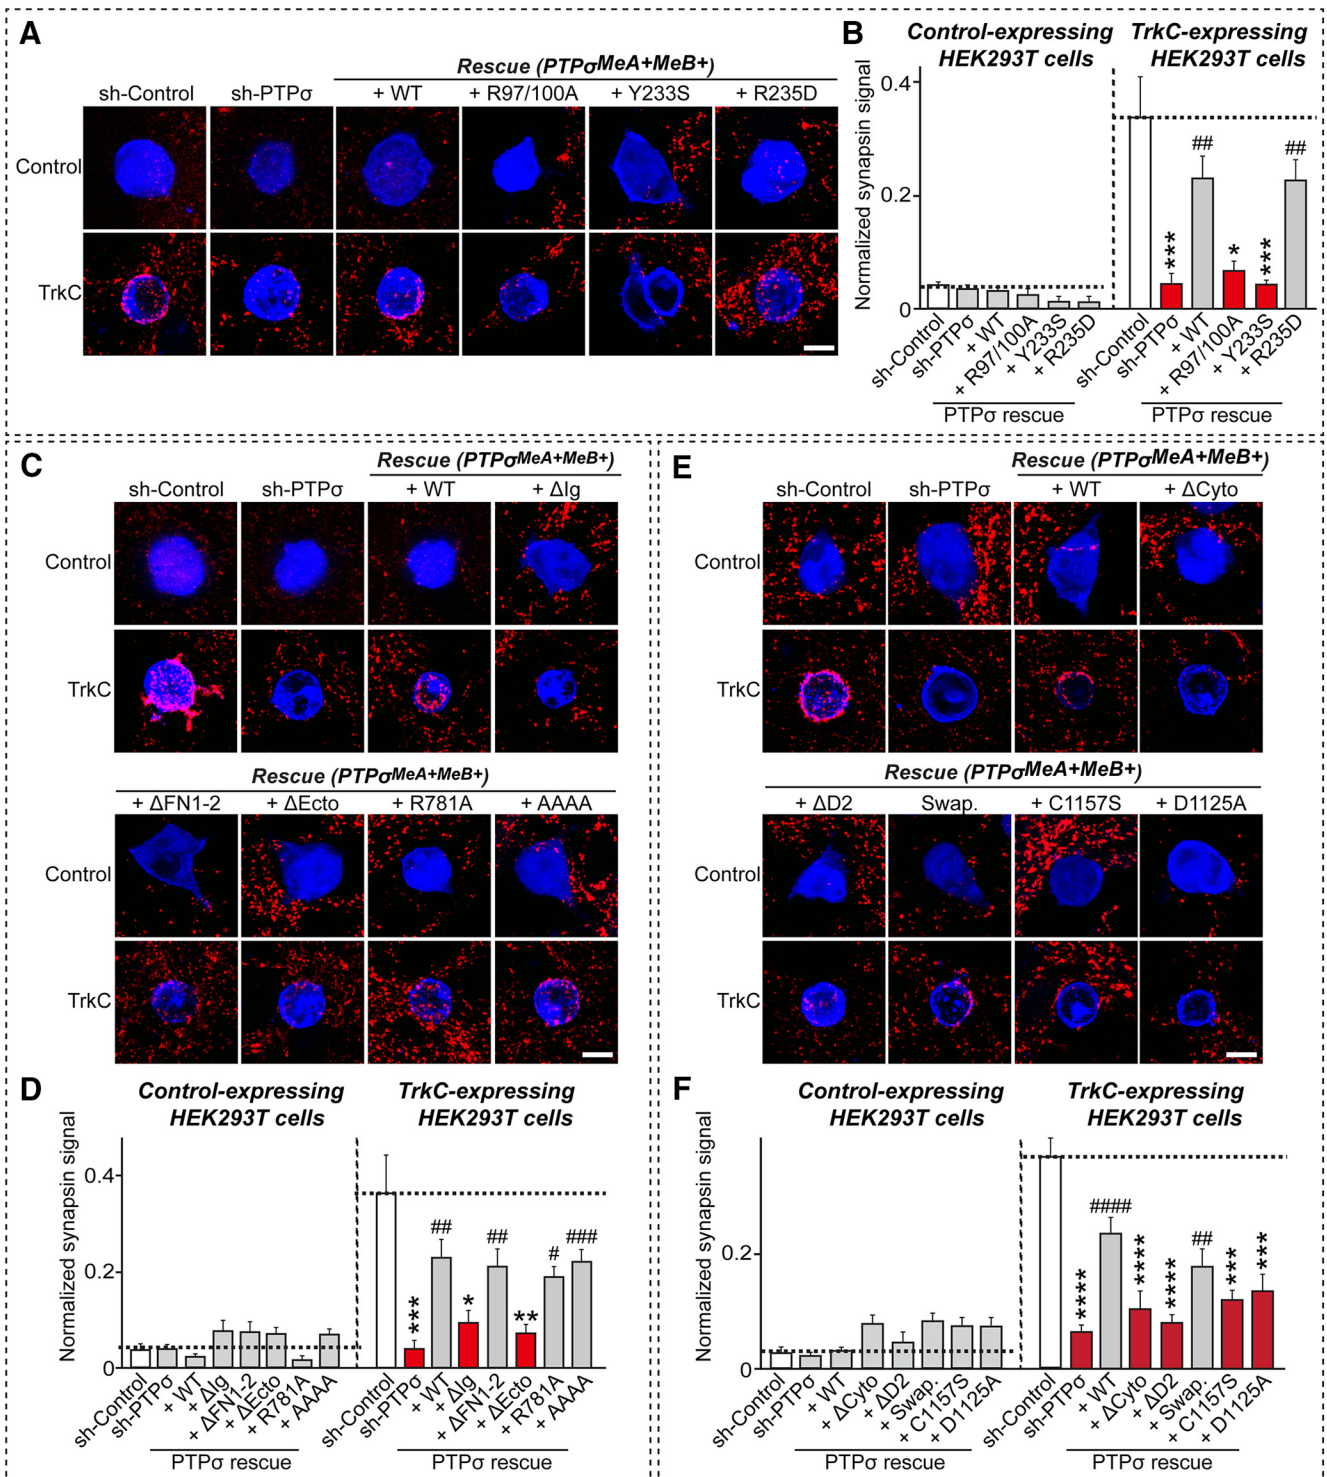 A
Rescue (PTPσMeA+MeB+)
sh-Control sh-PTPσ + WT + R97/100A + Y233S + R235D
Control
TrkC
B
Control-expressing HEK293T cells
TrkC-expressing HEK293T cells
Normalized synapsin signal
0.4
0.2
0
## ##
*** * ***
sh-Control sh-PTPσ + WT + R97/100A + Y233S + R235D
sh-Control sh-PTPσ + WT + R97/100A + Y233S + R235D
PTPσ rescue PTPσ rescue
C
Rescue (PTPσMeA+MeB+)
sh-Control sh-PTPσ + WT + ΔIg
Control
TrkC
Rescue (PTPσMeA+MeB+)
+ ΔFN1-2 + ΔEcto + R781A + AAAA
Control
TrkC
D
Control-expressing HEK293T cells
TrkC-expressing HEK293T cells
Normalized synapsin signal
0.4
0.2
0
## ## # ###
*** * **
sh-Control sh-PTPσ + WT + ΔIg + ΔFN1-2 + ΔEcto + R781A + AAAA
sh-Control sh-PTPσ + WT + ΔIg + ΔFN1-2 + ΔEcto + R781A + AAAA
PTPσ rescue PTPσ rescue
E
Rescue (PTPσMeA+MeB+)
sh-Control sh-PTPσ + WT + ΔCyto
Control
TrkC
Rescue (PTPσMeA+MeB+)
+ ΔD2 Swap. + C1157S + D1125A
Control
TrkC
F
Control-expressing HEK293T cells
TrkC-expressing HEK293T cells
Normalized synapsin signal
0.2
0
#### ##
**** **** **** *** ***
sh-Control sh-PTPσ + WT + ΔCyto + ΔD2 + Swap. + C1157S + D1125A
sh-Control sh-PTPσ + WT + ΔCyto + ΔD2 + Swap. + C1157S + D1125A
PTPσ rescue PTPσ rescue